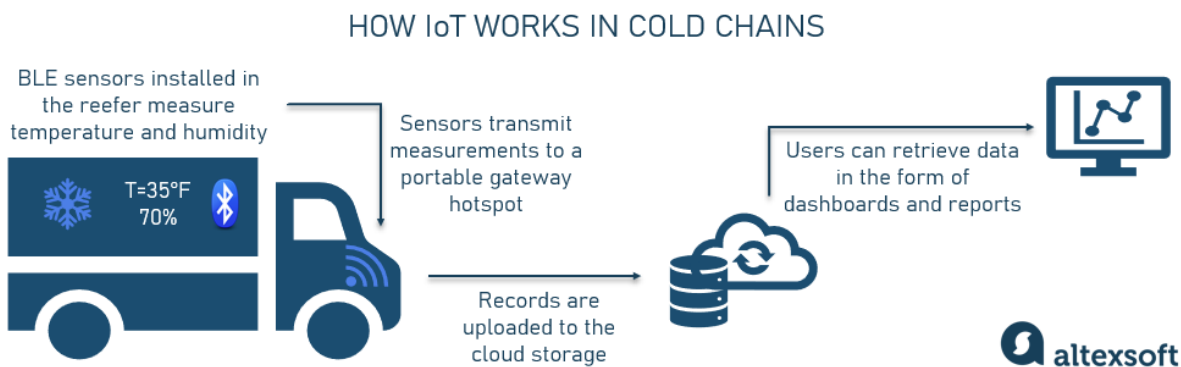 HOW IoT WORKS IN COLD CHAINS
BLE sensors installed in
the reefer measure
temperature and humidity
T=35°F
70%
Sensors transmit
measurements to a
portable gateway
hotspot
Records are
uploaded to the
cloud storage
Users can retrieve data
in the form of
dashboards and reports
altexsoft